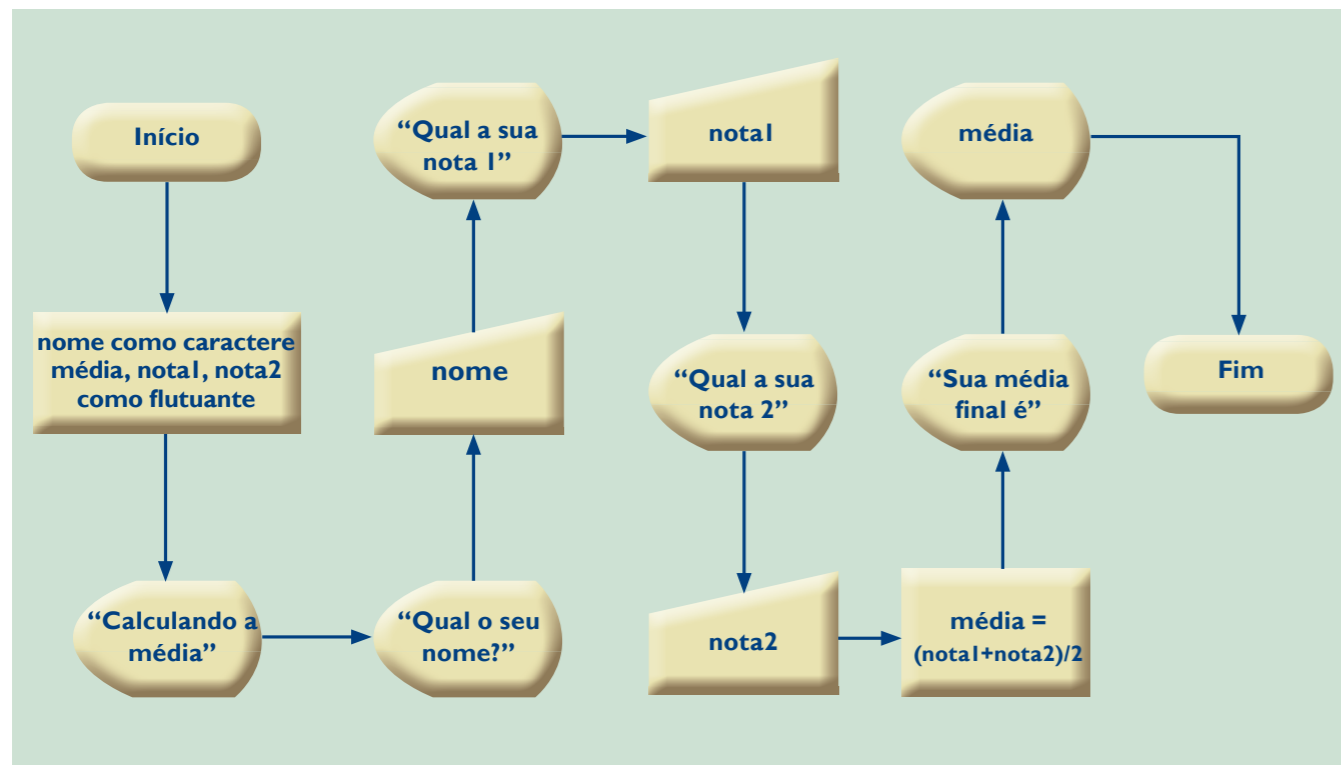 Início
nome como caractere
média, nota1, nota2
como flutuante
“Calculando a
média”
“Qual o seu
nome?”
nome
“Qual a sua
nota 1”
nota1
“Qual a sua
nota 2”
nota2
média =
(nota1+nota2)/2
“Sua média
final é”
média
Fim